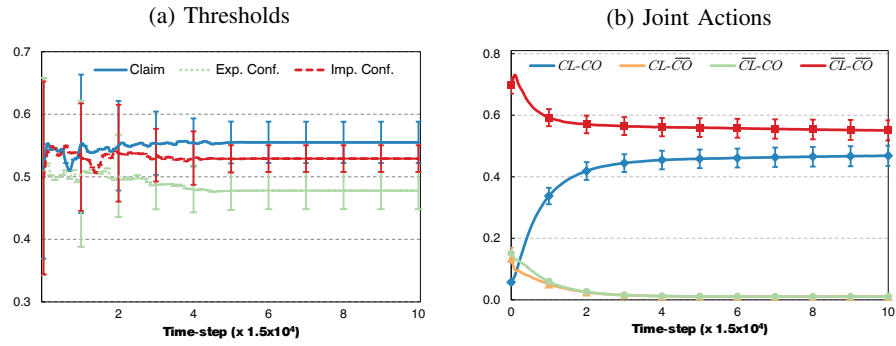 (a) Thresholds
0.7
0.6
0.5
0.4
0.3
Claim Exp. Conf. Imp. Conf.
2 4 6 8 10
Time-step (x 1.5x10⁴)
(b) Joint Actions
0.8
0.6
0.4
0.2
0.0
CL-CO CL-C̅O̅ C̅L̅-CO C̅L̅-C̅O̅
0 2 4 6 8 10
Time-step (x 1.5x10⁴)